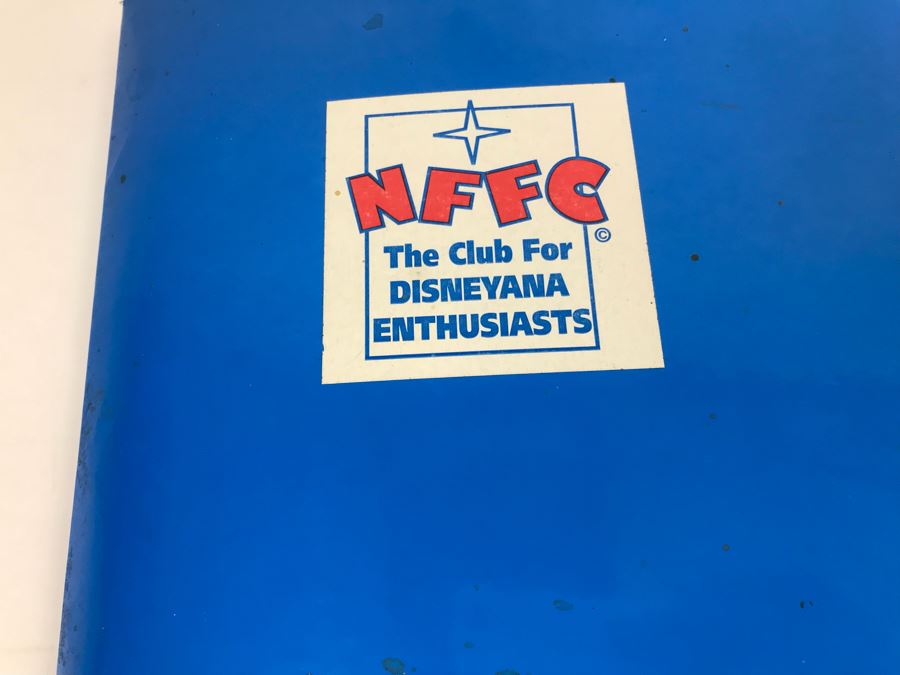 NFFC
©
The Club For
DISNEYANA
ENTHUSIASTS